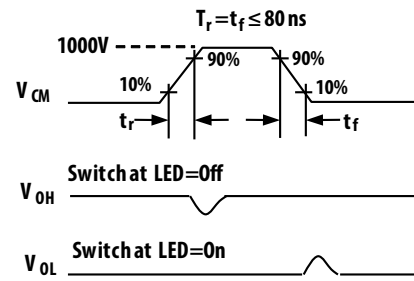 Tr=tf≤80 ns
1000V
90% 90%
10% 10%
VCM
tr tf
Switch at LED=Off
VOH
Switch at LED=On
VOL